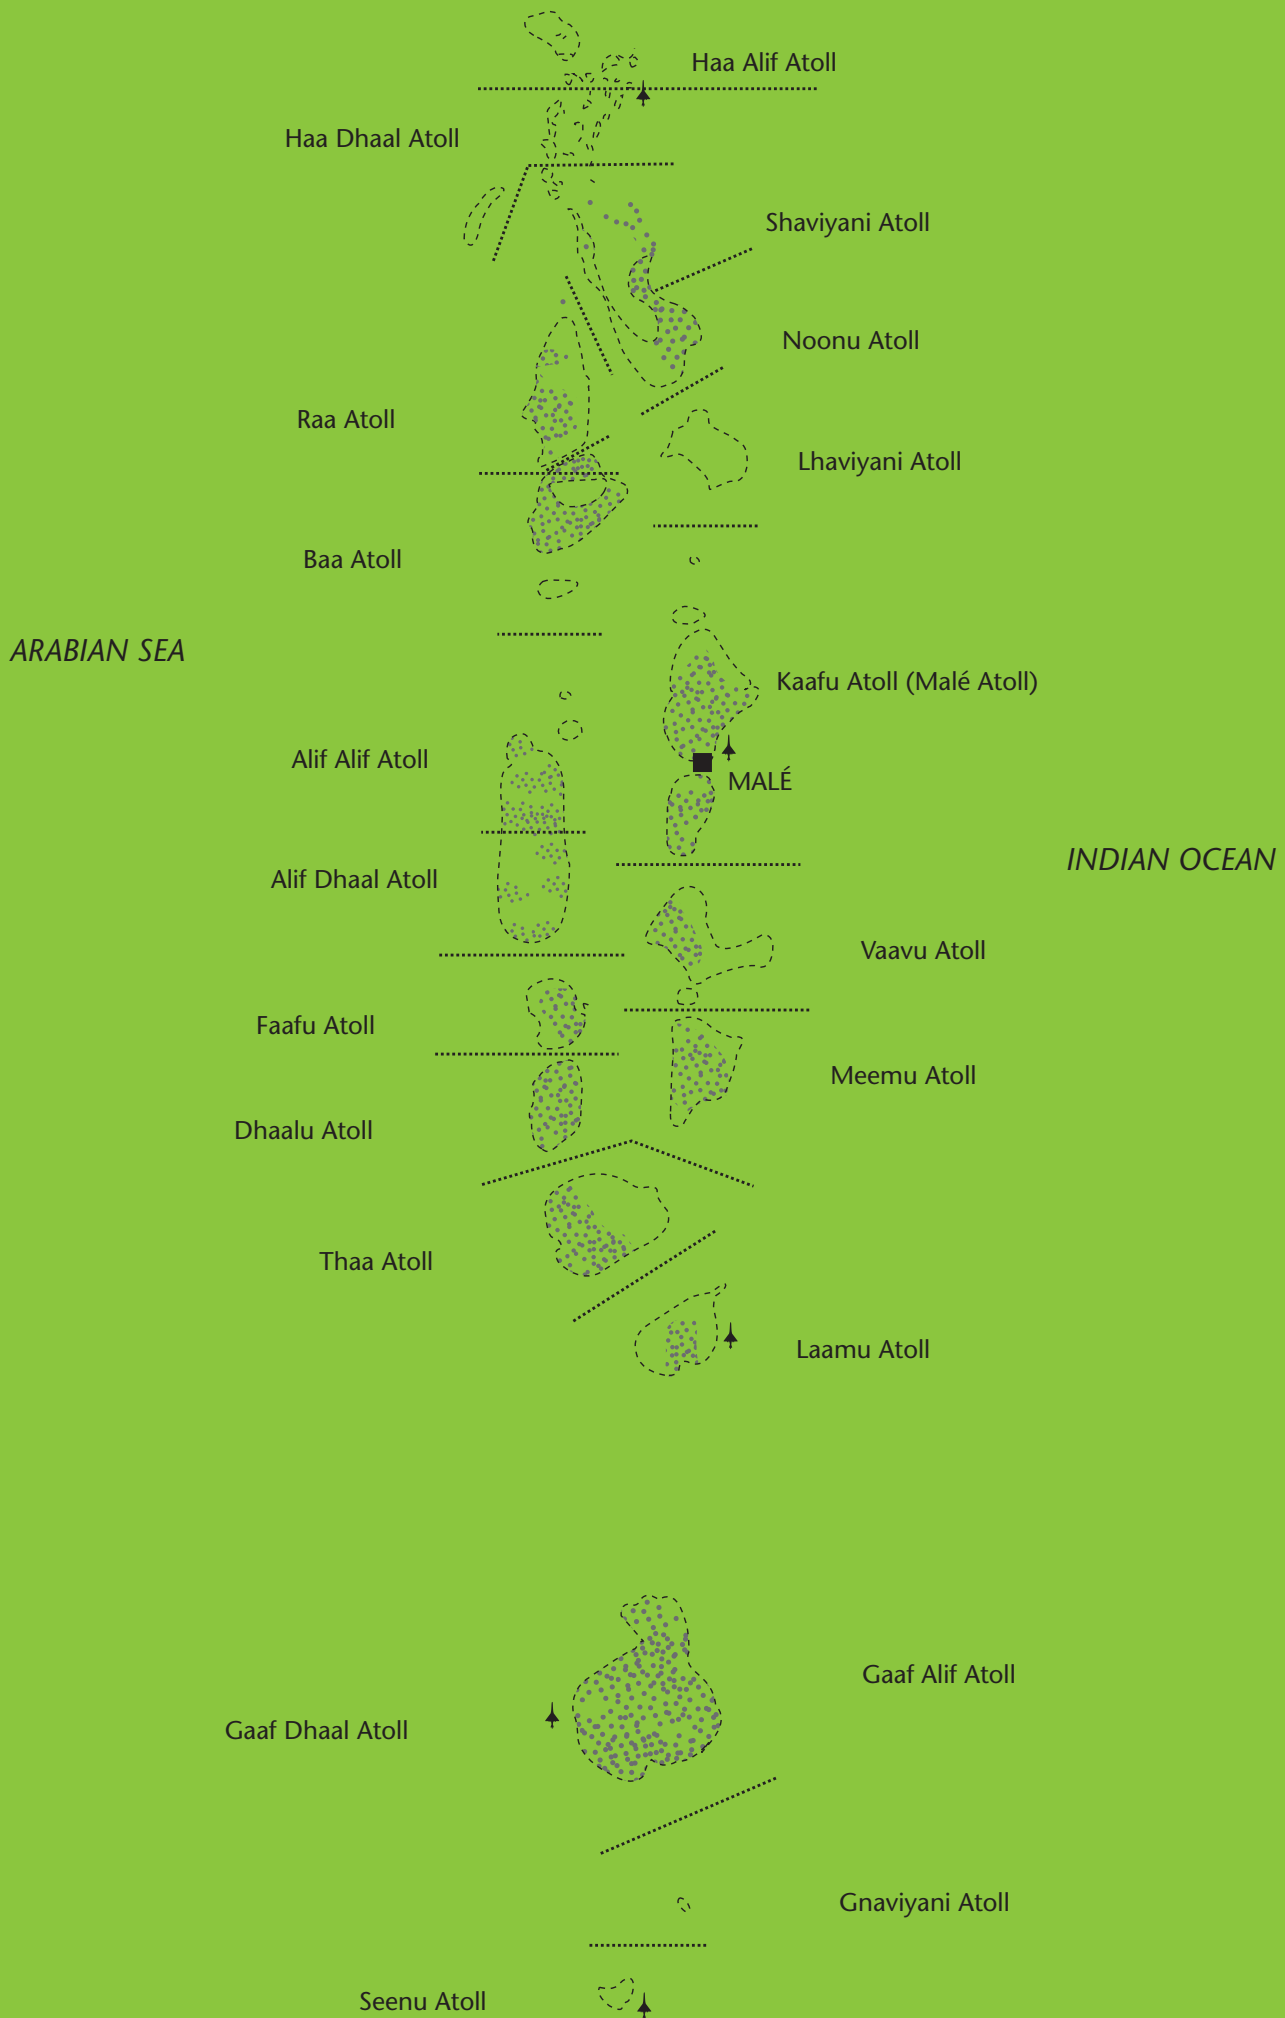 Haa Alif Atoll
Haa Dhaal Atoll
Shaviyani Atoll
Noonu Atoll
Raa Atoll
Lhaviyani Atoll
Baa Atoll
ARABIAN SEA
Kaafu Atoll (Malé Atoll)
Alif Alif Atoll
MALÉ
INDIAN OCEAN
Alif Dhaal Atoll
Vaavu Atoll
Faafu Atoll
Meemu Atoll
Dhaalu Atoll
Thaa Atoll
Laamu Atoll
Gaaf Alif Atoll
Gaaf Dhaal Atoll
Gnaviyani Atoll
Seenu Atoll